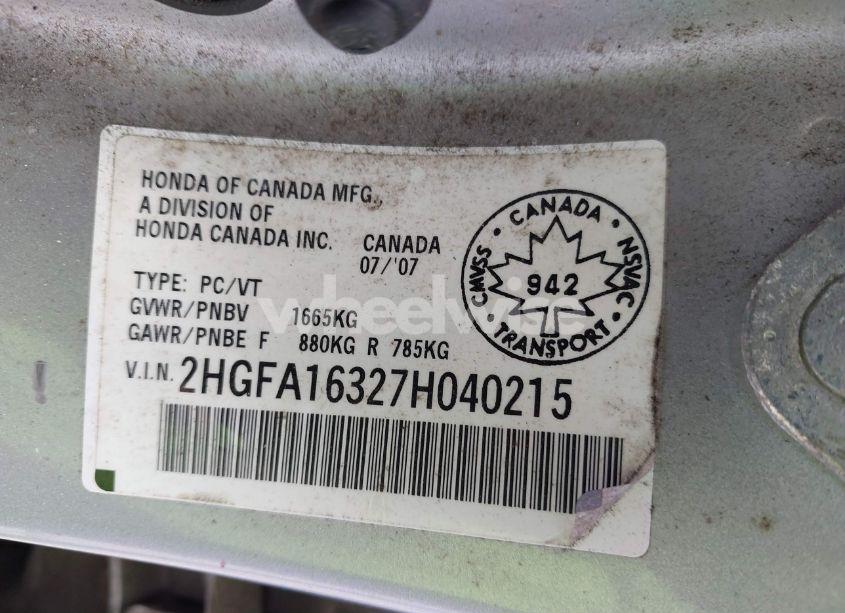 HONDA OF CANADA MFG.,
A DIVISION OF
HONDA CANADA INC. CANADA
07/'07
TYPE: PC/VT
GVWR/PNBV 1665KG
GAWR/PNBE F 880KG R 785KG
V.I.N. 2HGFA16327H040215
CANADA
CMVSS
NSVAC
942
TRANSPORT
wheelwise